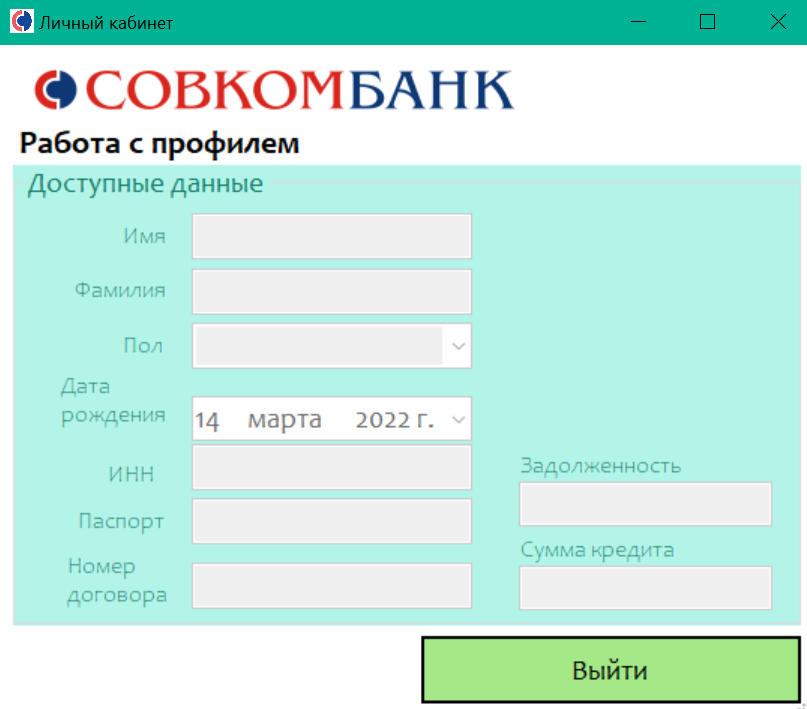 Личный кабинет
СОВКОМБАНК
Работа с профилем
Доступные данные
Имя
Фамилия
Пол
Дата
рождения
14 марта 2022 г.
ИНН
Паспорт
Номер
договора
Задолженность
Сумма кредита
Выйти